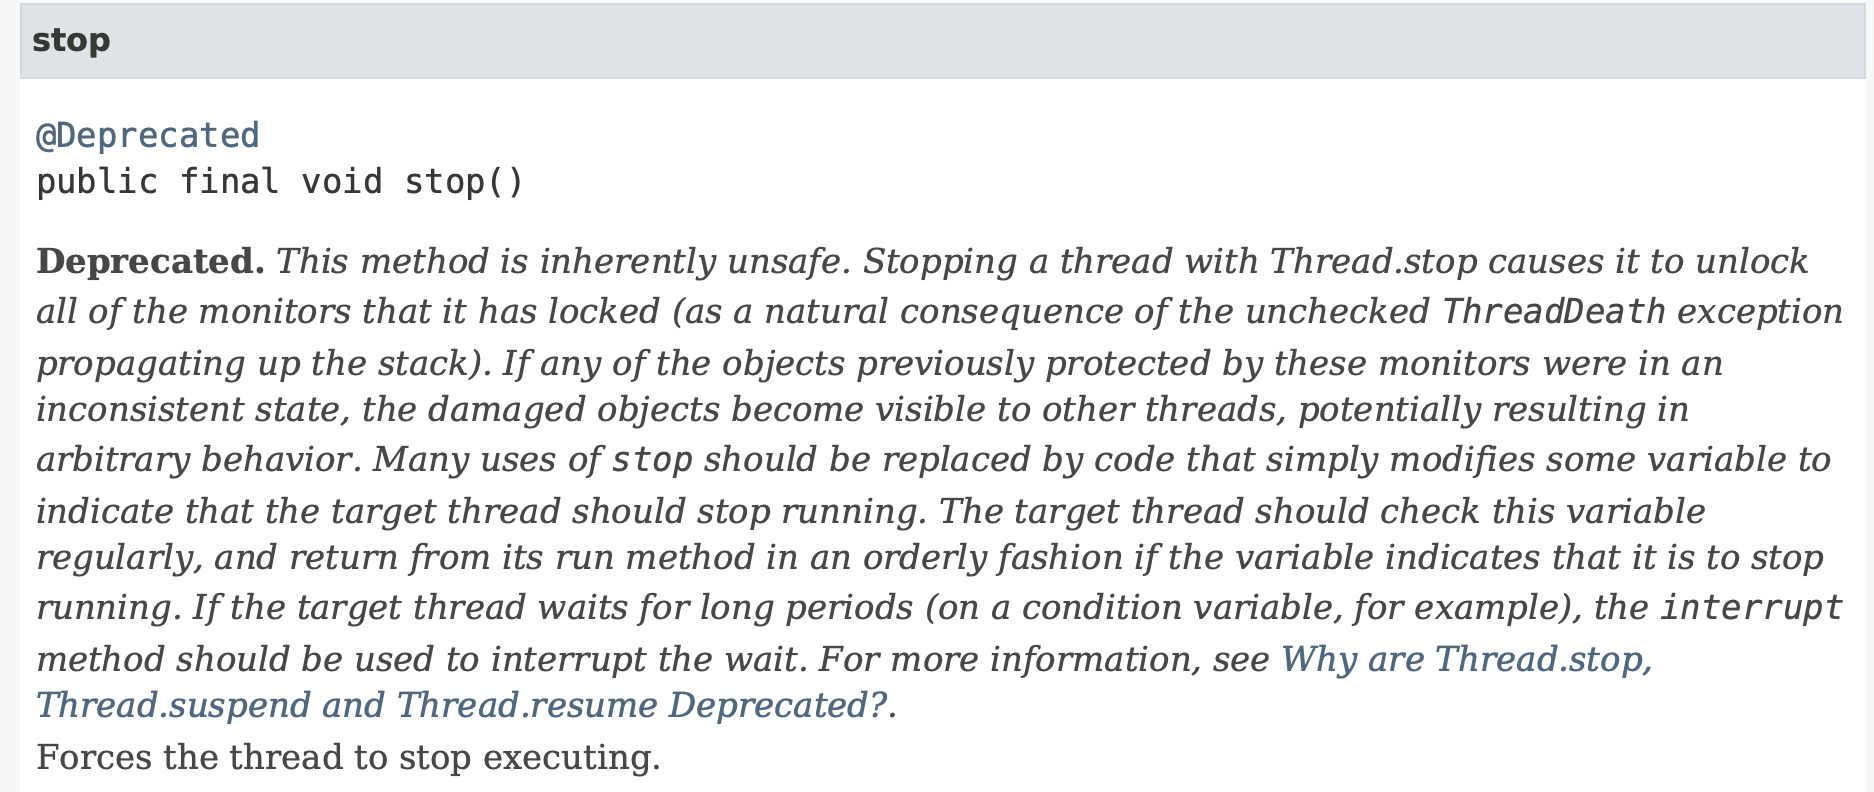 stop
@Deprecated
public final void stop()
Deprecated. This method is inherently unsafe. Stopping a thread with Thread.stop causes it to unlock
all of the monitors that it has locked (as a natural consequence of the unchecked ThreadDeath exception
propagating up the stack). If any of the objects previously protected by these monitors were in an
inconsistent state, the damaged objects become visible to other threads, potentially resulting in
arbitrary behavior. Many uses of stop should be replaced by code that simply modifies some variable to
indicate that the target thread should stop running. The target thread should check this variable
regularly, and return from its run method in an orderly fashion if the variable indicates that it is to stop
running. If the target thread waits for long periods (on a condition variable, for example), the interrupt
method should be used to interrupt the wait. For more information, see Why are Thread.stop,
Thread.suspend and Thread.resume Deprecated?.
Forces the thread to stop executing.